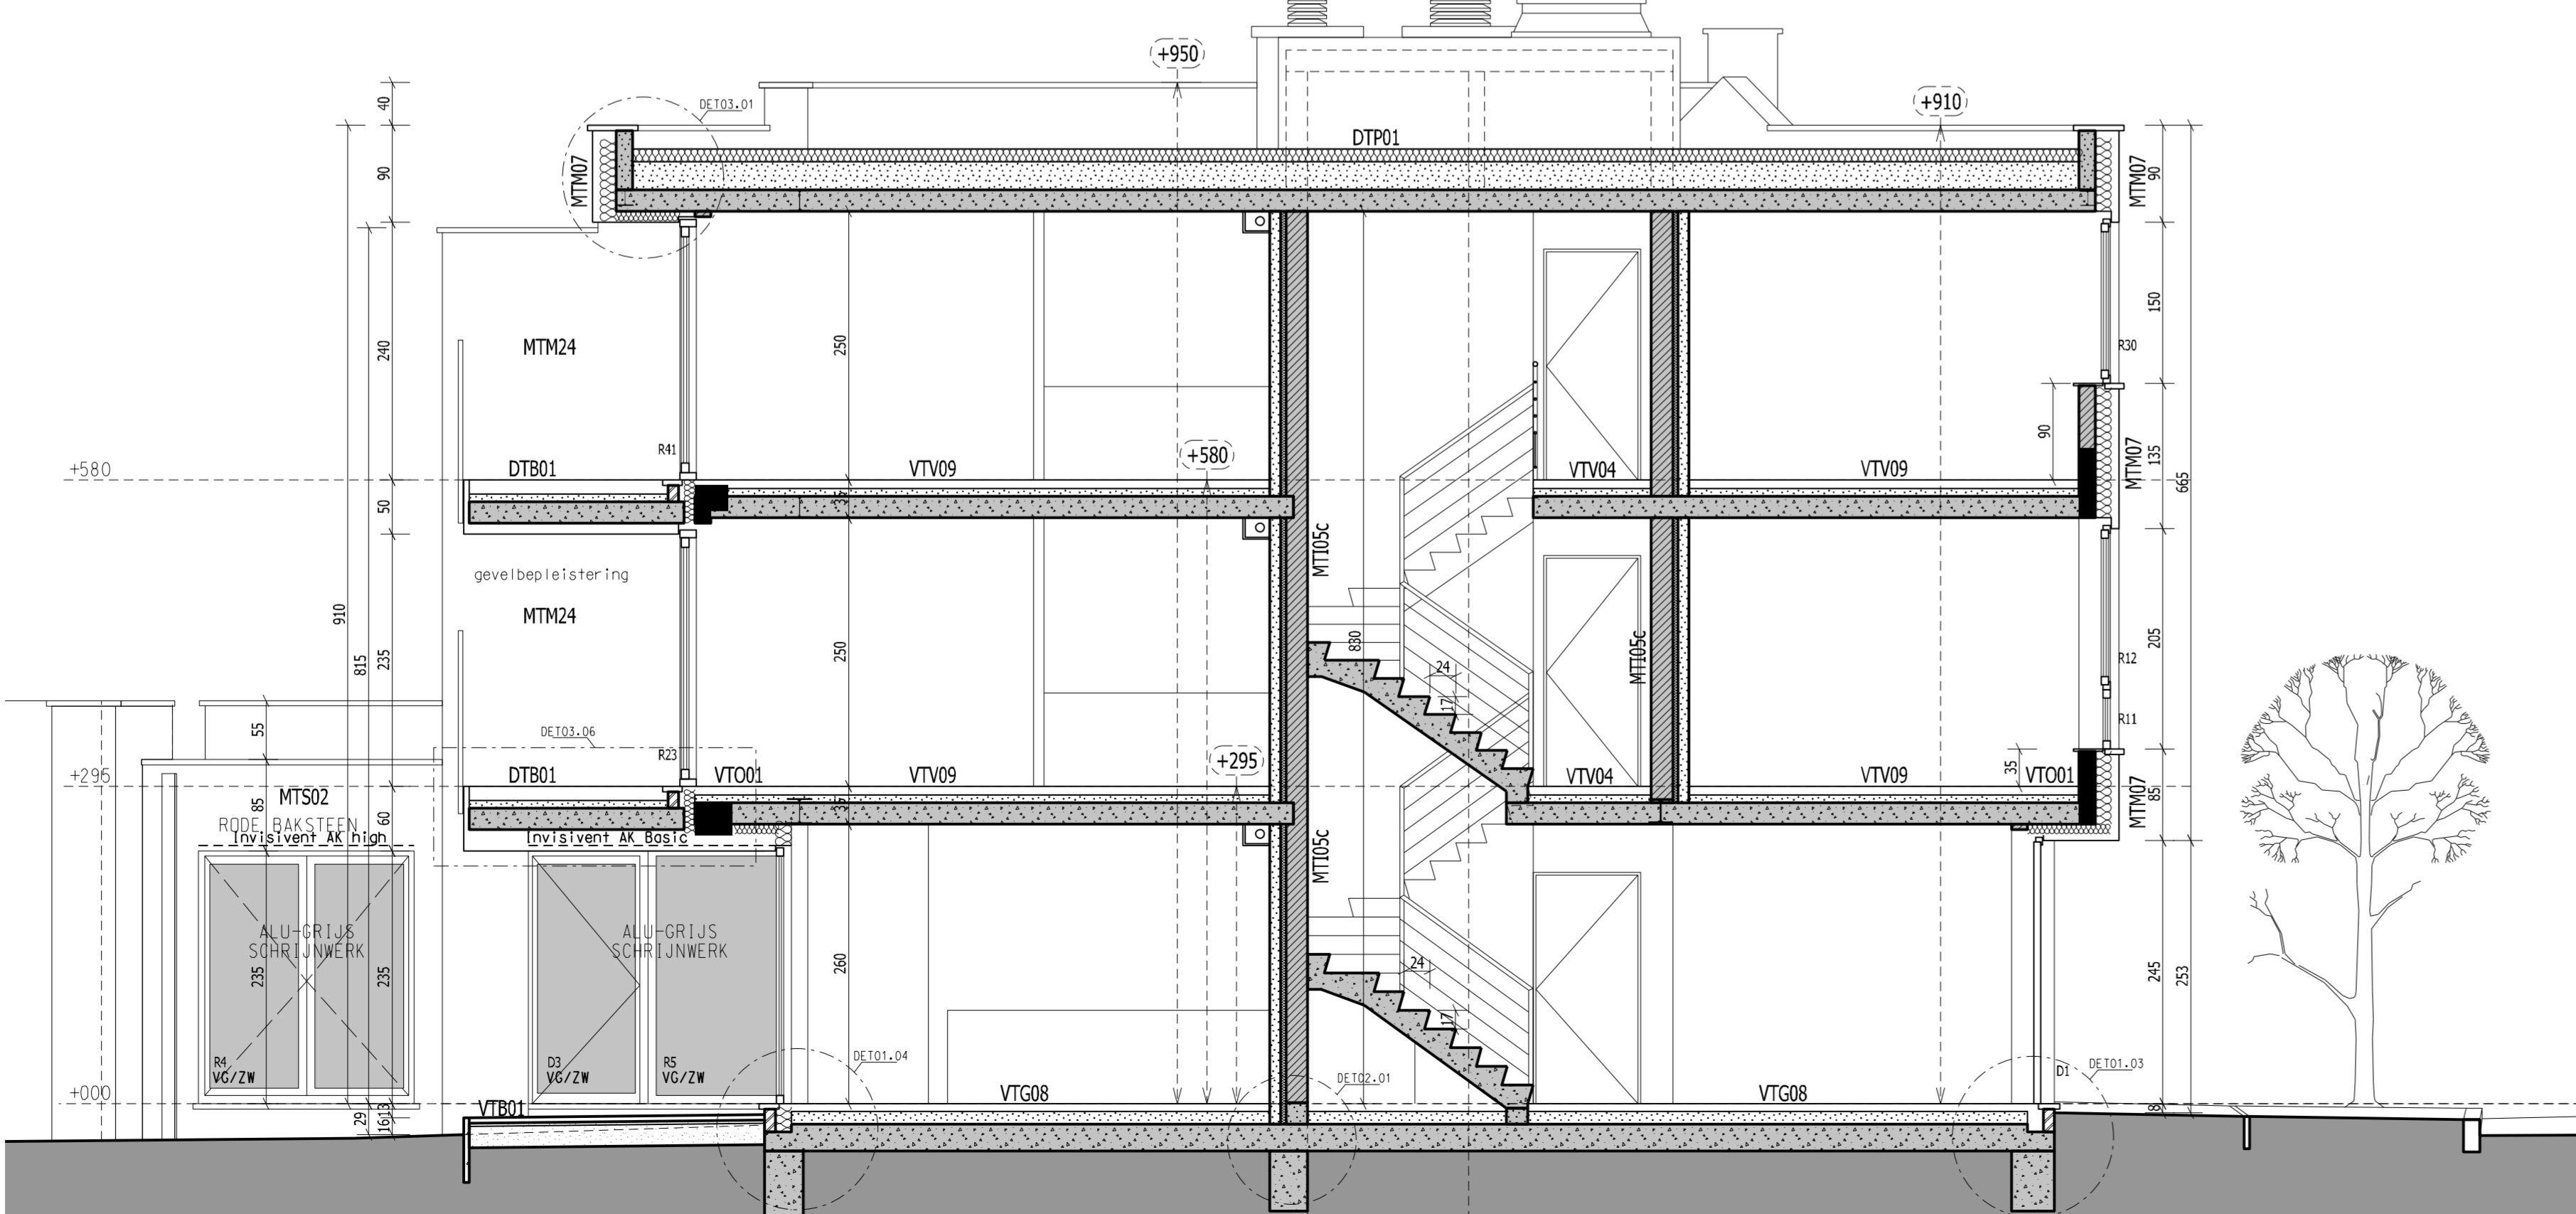 +950
+910
40
DET03.01
DTP01
90
MTM07
MTM07
90
240
MTM24
250
150
R30
815
910
R41
90
135
MTM07
665
+580
DTB01
VTV09
+580
VTV04
VTV09
50
35
MTI05c
gevelbepleistering
MTM24
235
250
830
24
17
MTI05c
205
R12
R11
55
DET03.06
R23
+295
+295
DTB01
VTO01
VTV09
VTV04
VTV09
35
VTO01
MTS02
85
60
35
85
MTM07
RODE BAKSTEEN
Invisivent AK high
Invisivent AK Basic
MTI05c
ALU-GRIJS
SCHRIJNWERK
ALU-GRIJS
SCHRIJNWERK
235
235
260
24
17
245
253
R4
VG/ZW
D3
VG/ZW
R5
VG/ZW
DET01.04
DET02.01
D1
DET01.03
+000
VTB01
VTG08
VTG08
29
13
16
8